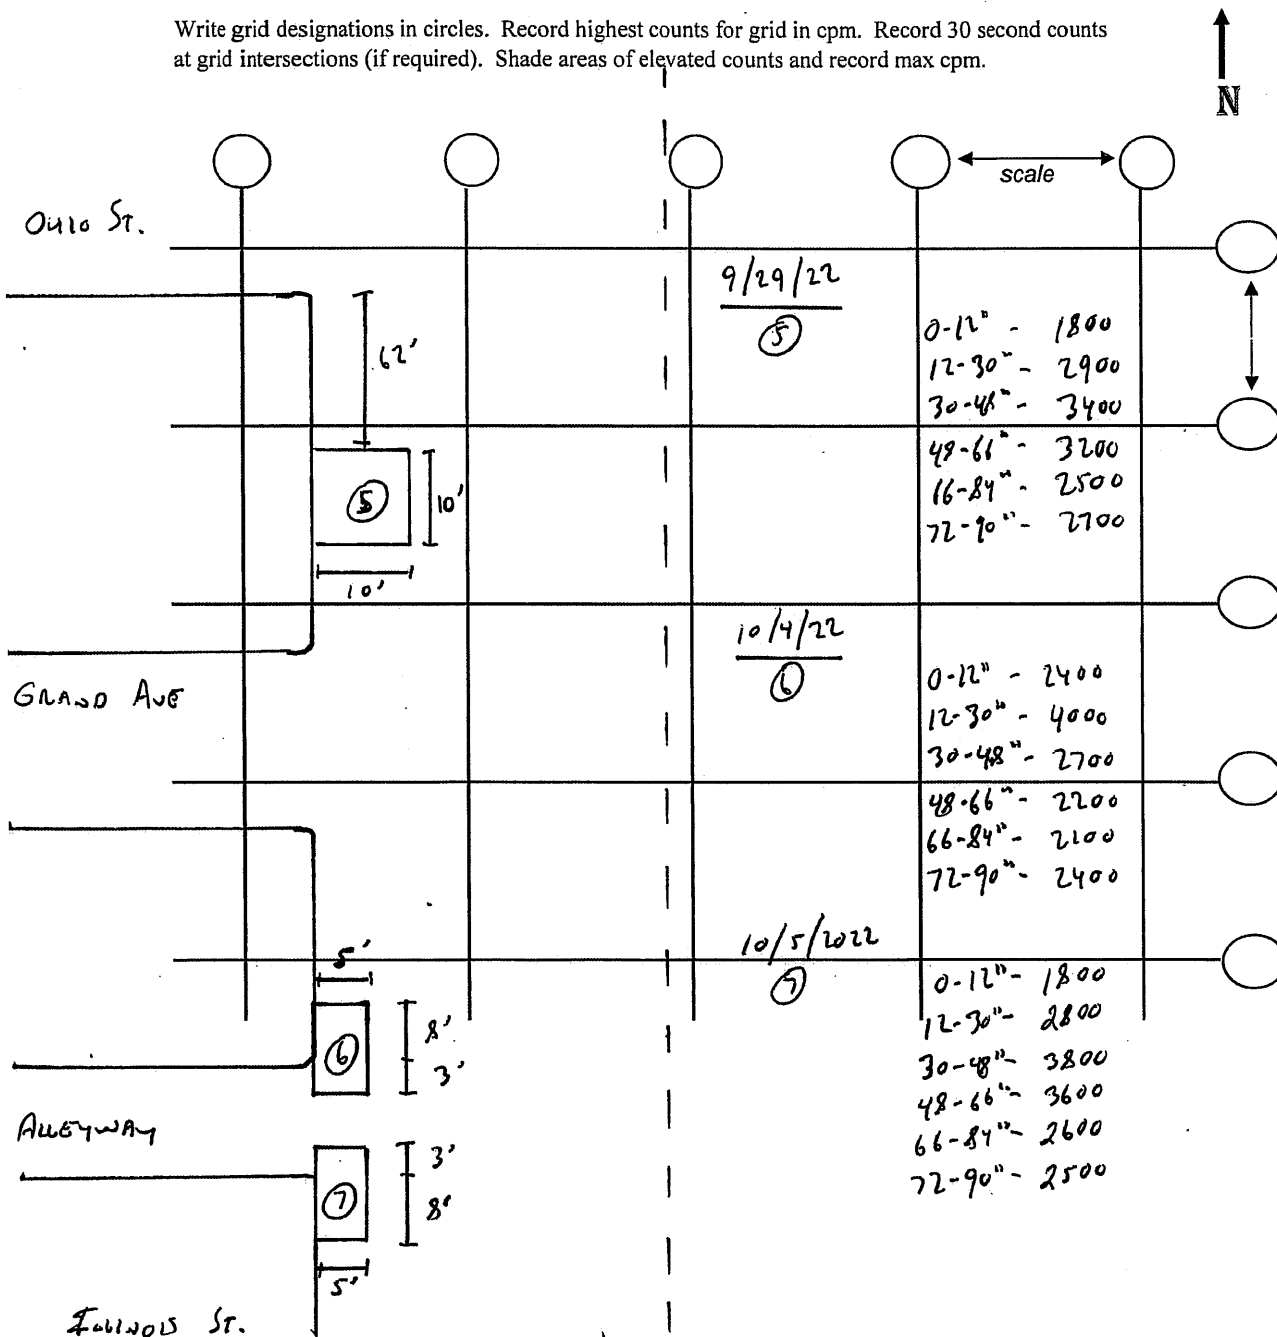 Write grid designations in circles. Record highest counts for grid in cpm. Record 30 second counts
at grid intersections (if required). Shade areas of elevated counts and record max cpm.
N
scale
OHIO ST.
9/29/22
5
0-12" - 1800
12-30" - 2900
30-48" - 3400
48-66" - 3200
66-84" - 2500
72-90" - 2700
62'
5
10'
10'
10/4/22
6
0-12" - 2400
12-30" - 4000
30-48" - 2700
48-66" - 2200
66-84" - 2100
72-90" - 2400
GRAND AVE
10/5/2022
7
0-12" - 1800
12-30" - 2800
30-48" - 3800
48-66" - 3600
66-84" - 2600
72-90" - 2500
5'
6
8'
3'
ALLEYWAY
3'
7
8'
5'
ILLINOIS ST.